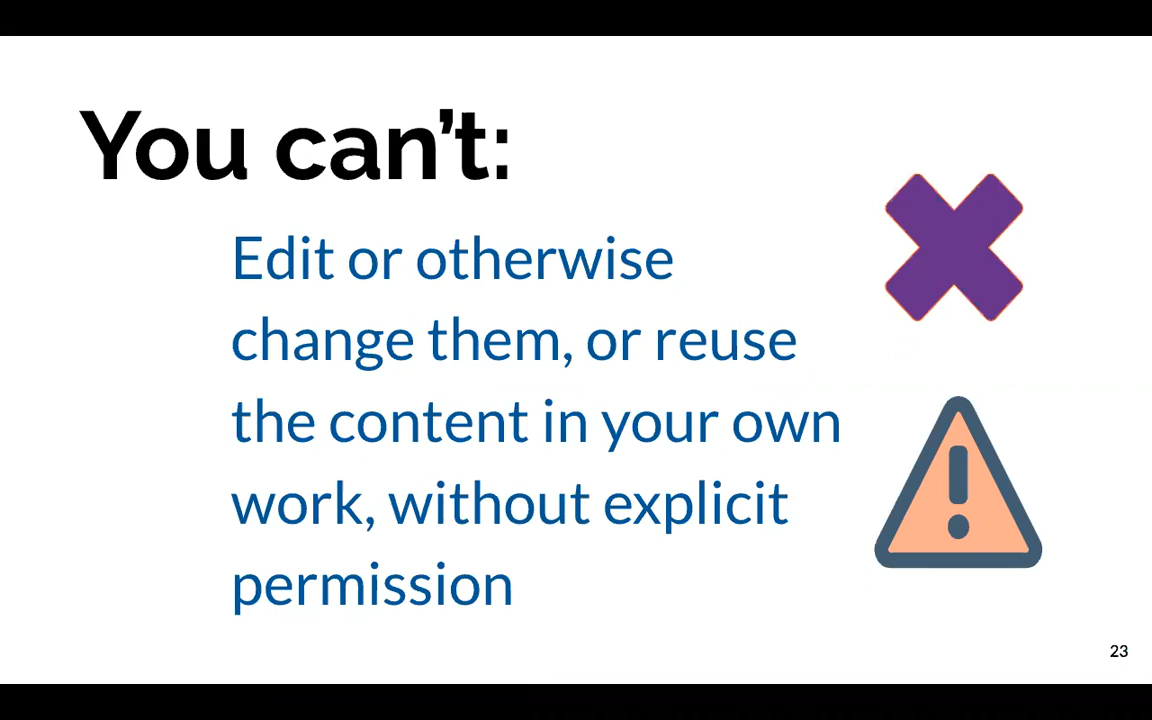 You can’t:
Edit or otherwise
change them, or reuse
the content in your own
work, without explicit
permission
23